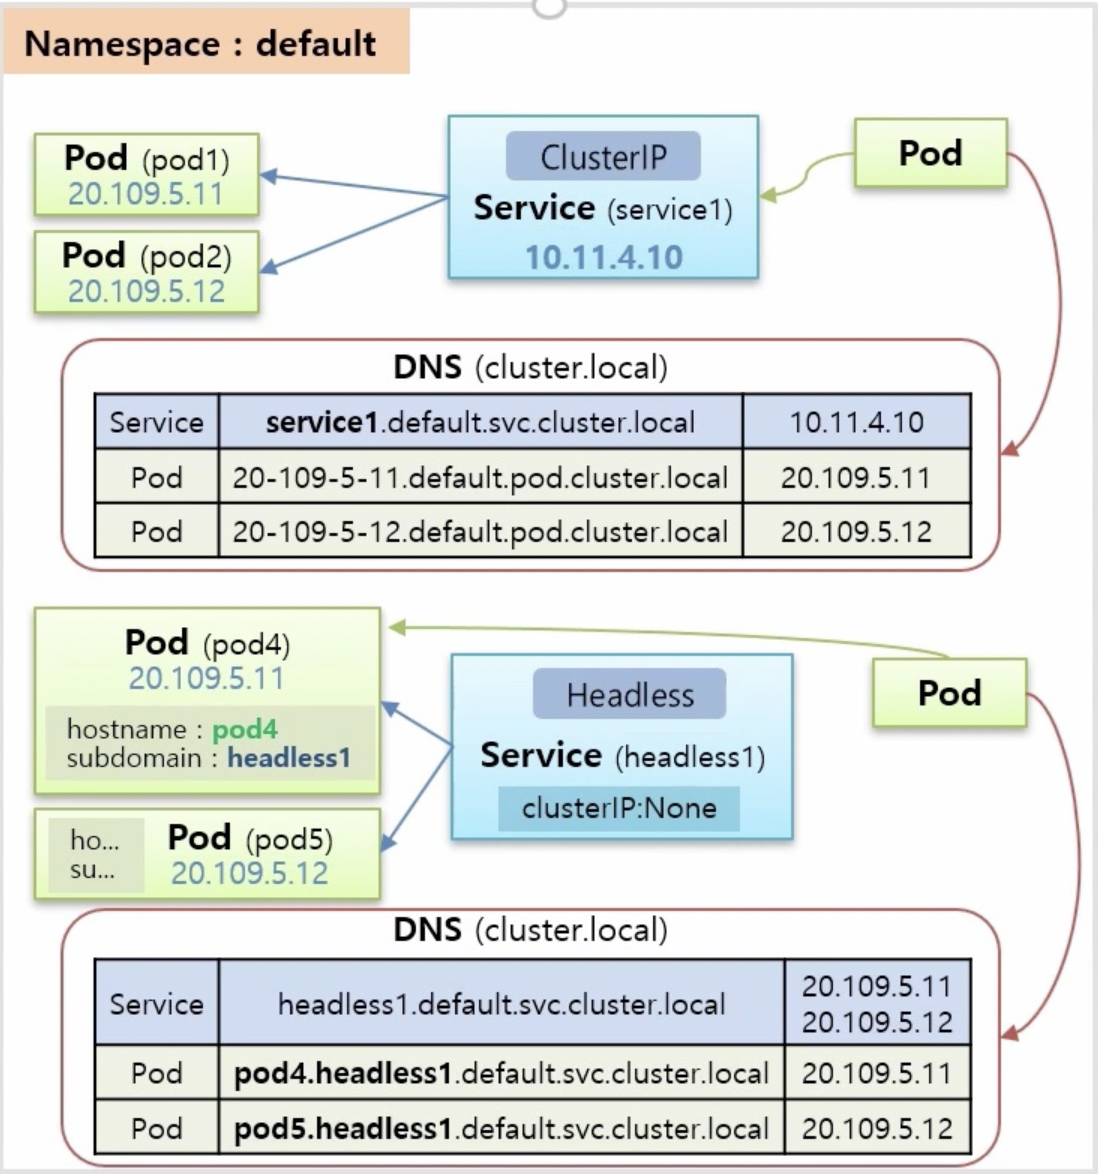 Namespace : default
Pod (pod1)
20.109.5.11
Pod (pod2)
20.109.5.12
ClusterIP
Service (service1)
10.11.4.10
Pod
DNS (cluster.local)
Service service1.default.svc.cluster.local 10.11.4.10
Pod 20-109-5-11.default.pod.cluster.local 20.109.5.11
Pod 20-109-5-12.default.pod.cluster.local 20.109.5.12
Pod (pod4)
20.109.5.11
hostname : pod4
subdomain : headless1
ho...
su...
Pod (pod5)
20.109.5.12
Headless
Service (headless1)
clusterIP:None
Pod
DNS (cluster.local)
Service headless1.default.svc.cluster.local 20.109.5.11
20.109.5.12
Pod pod4.headless1.default.svc.cluster.local 20.109.5.11
Pod pod5.headless1.default.svc.cluster.local 20.109.5.12